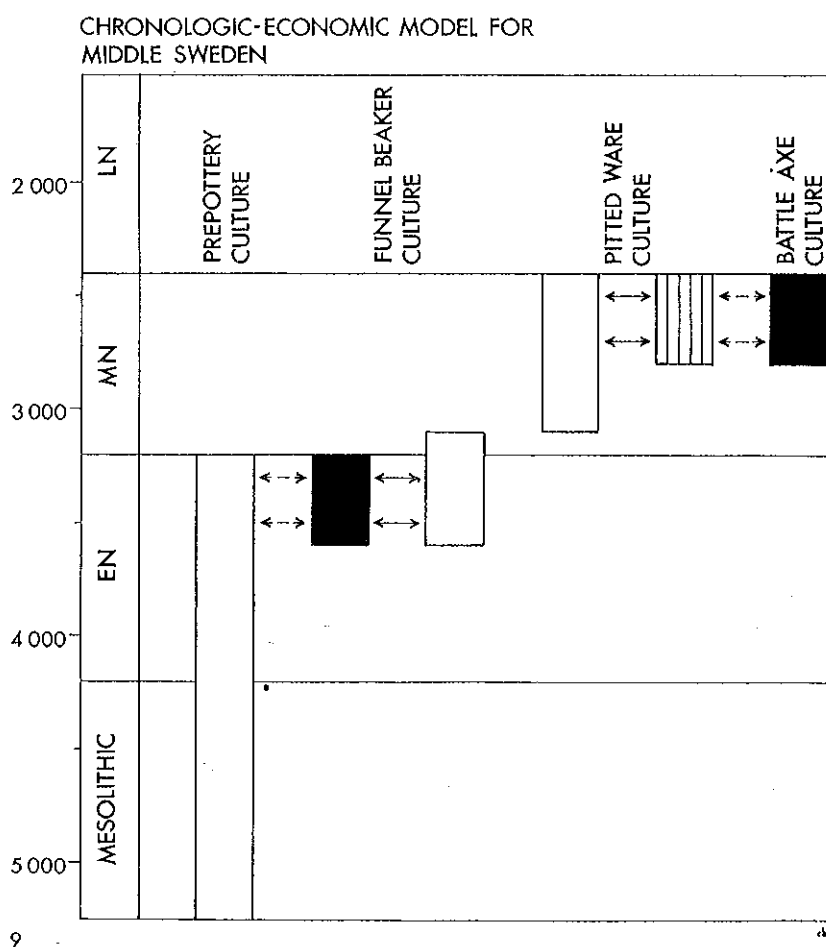 CHRONOLOGIC-ECONOMIC MODEL FOR
MIDDLE SWEDEN
LN
PREPOTTERY
CULTURE
FUNNEL BEAKER
CULTURE
PITTED WARE
CULTURE
BATTLE AXE
CULTURE
2 000
MN
3 000
EN
4 000
MESOLITHIC
5 000
9